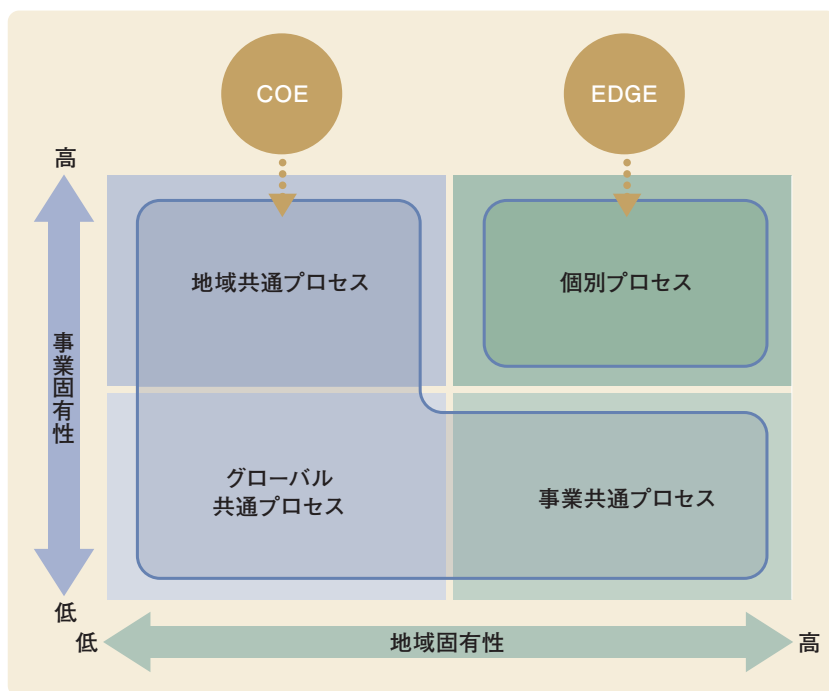 COE
EDGE
高
地域共通プロセス
個別プロセス
事業固有性
グローバル
共通プロセス
事業共通プロセス
低
低
地域固有性
高